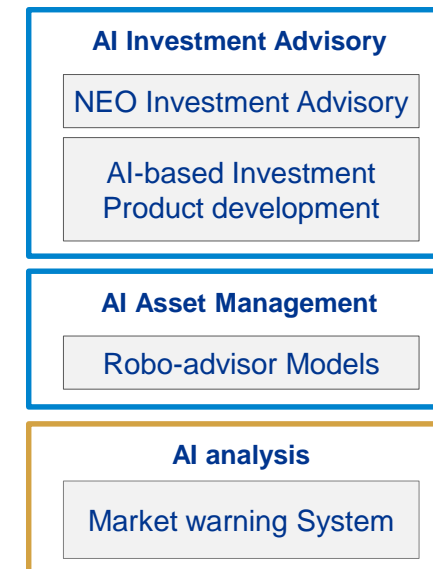 AI Investment Advisory
NEO Investment Advisory
AI-based Investment
Product development
AI Asset Management
Robo-advisor Models
AI analysis
Market warning System